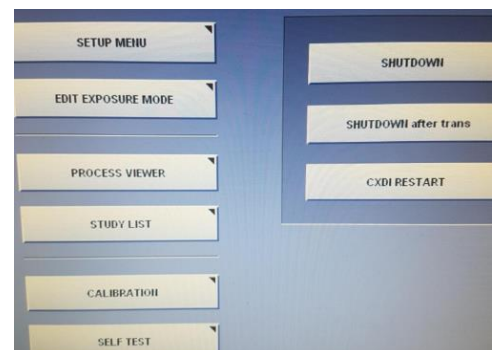 SETUP MENU
EDIT EXPOSURE MODE
PROCESS VIEWER
STUDY LIST
CALIBRATION
SELF TEST
SHUTDOWN
SHUTDOWN after trans
CXDI RESTART